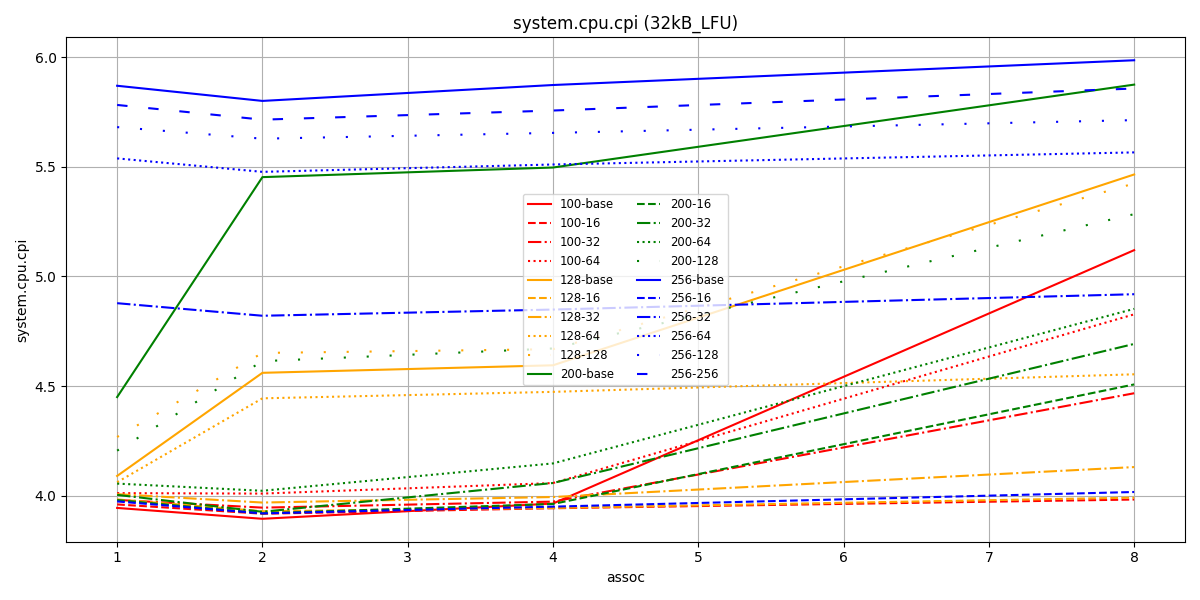 system.cpu.cpi (32kB_LFU)
6.0
5.5
5.0
4.5
4.0
system.cpu.cpi
100-base
100-16
100-32
100-64
128-base
128-16
128-32
128-64
128-128
200-base
200-16
200-32
200-64
200-128
256-base
256-16
256-32
256-64
256-128
256-256
1 2 3 4 5 6 7 8
assoc